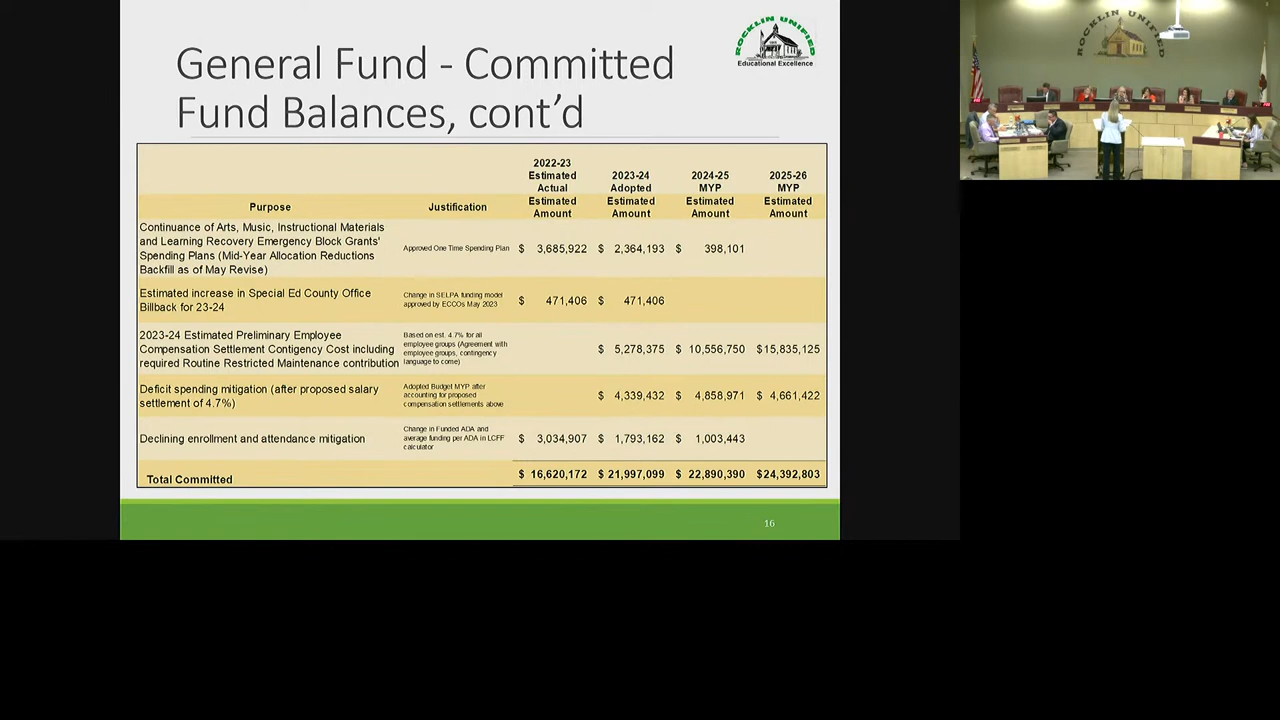 General Fund - Committed
Fund Balances, cont’d
ROCKLIN UNIFIED
Educational Excellence
Purpose
Justification
2022-23
Estimated
Actual
Estimated
Amount
2023-24
Adopted
Estimated
Amount
2024-25
MYP
Estimated
Amount
2025-26
MYP
Estimated
Amount
Continuance of Arts, Music, Instructional Materials
and Learning Recovery Emergency Block Grants'
Spending Plans (Mid-Year Allocation Reductions
Backfill as of May Revise)
Approved One Time Spending Plan
$ 3,685,922 $ 2,364,193 $ 398,101
Estimated increase in Special Ed County Office
Billback for 23-24
Change in SELPA funding model
approved by ECCOs May 2023
$ 471,406 $ 471,406
2023-24 Estimated Preliminary Employee
Compensation Settlement Contigency Cost including
required Routine Restricted Maintenance contribution
Based on est. 4.7% for all
employee groups (Agreement with
employee groups, contingency
language to come)
$ 5,278,375 $ 10,556,750 $15,835,125
Deficit spending mitigation (after proposed salary
settlement of 4.7%)
Adopted Budget MYP after
accounting for proposed
compensation settlements above
$ 4,339,432 $ 4,858,971 $ 4,661,422
Declining enrollment and attendance mitigation
Change in Funded ADA and
average funding per ADA in LCFF
calculator
$ 3,034,907 $ 1,793,162 $ 1,003,443
Total Committed
$ 16,620,172 $ 21,997,099 $ 22,890,390 $24,392,803
16
ROCKLIN UNIFIED